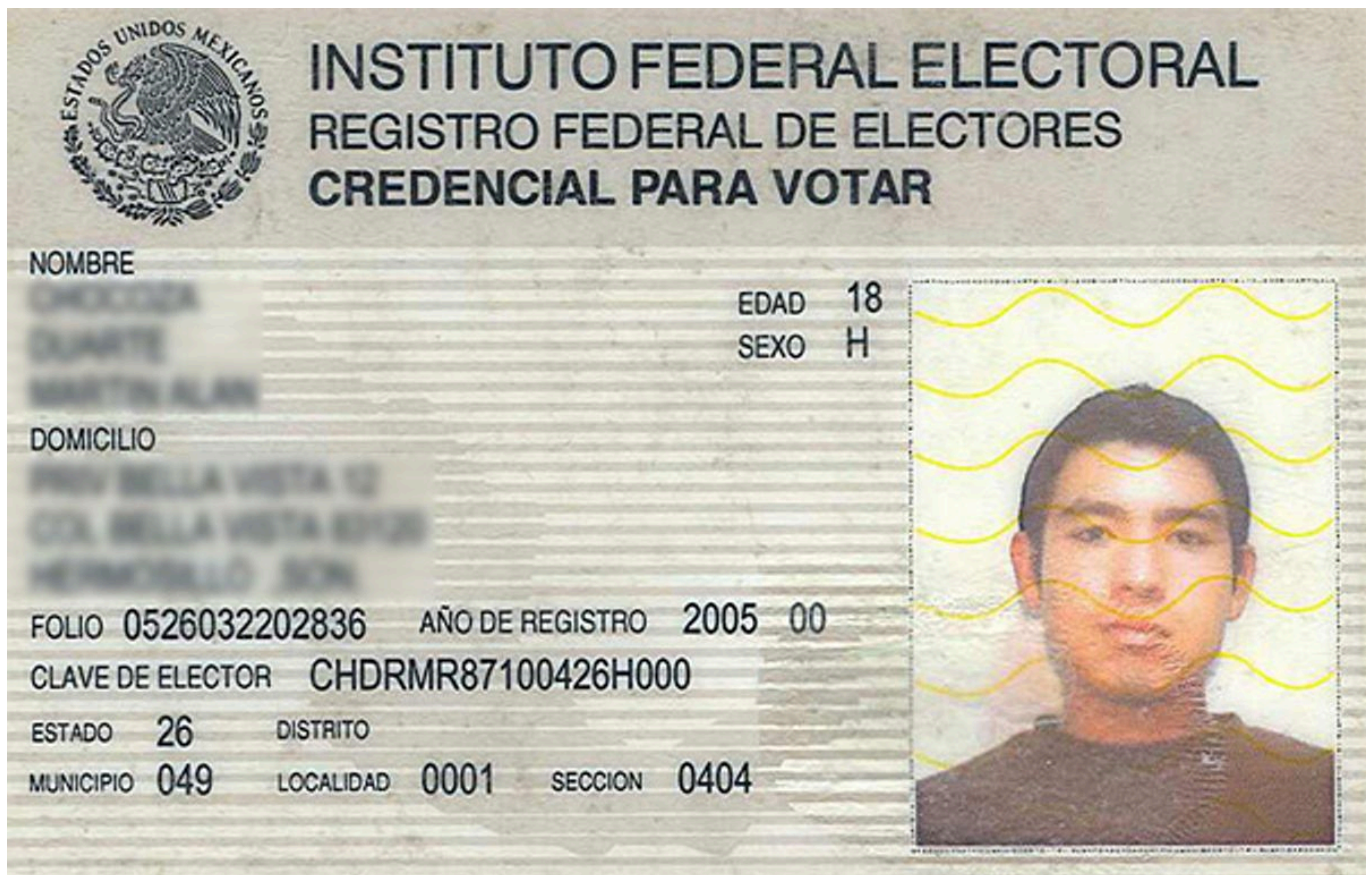 ESTADOS UNIDOS MEXICANOS
INSTITUTO FEDERAL ELECTORAL
REGISTRO FEDERAL DE ELECTORES
CREDENCIAL PARA VOTAR
NOMBRE
EDAD 18
SEXO H
DOMICILIO
FOLIO 0526032202836 AÑO DE REGISTRO 2005 00
CLAVE DE ELECTOR CHDRMR87100426H000
ESTADO 26 DISTRITO
MUNICIPIO 049 LOCALIDAD 0001 SECCION 0404